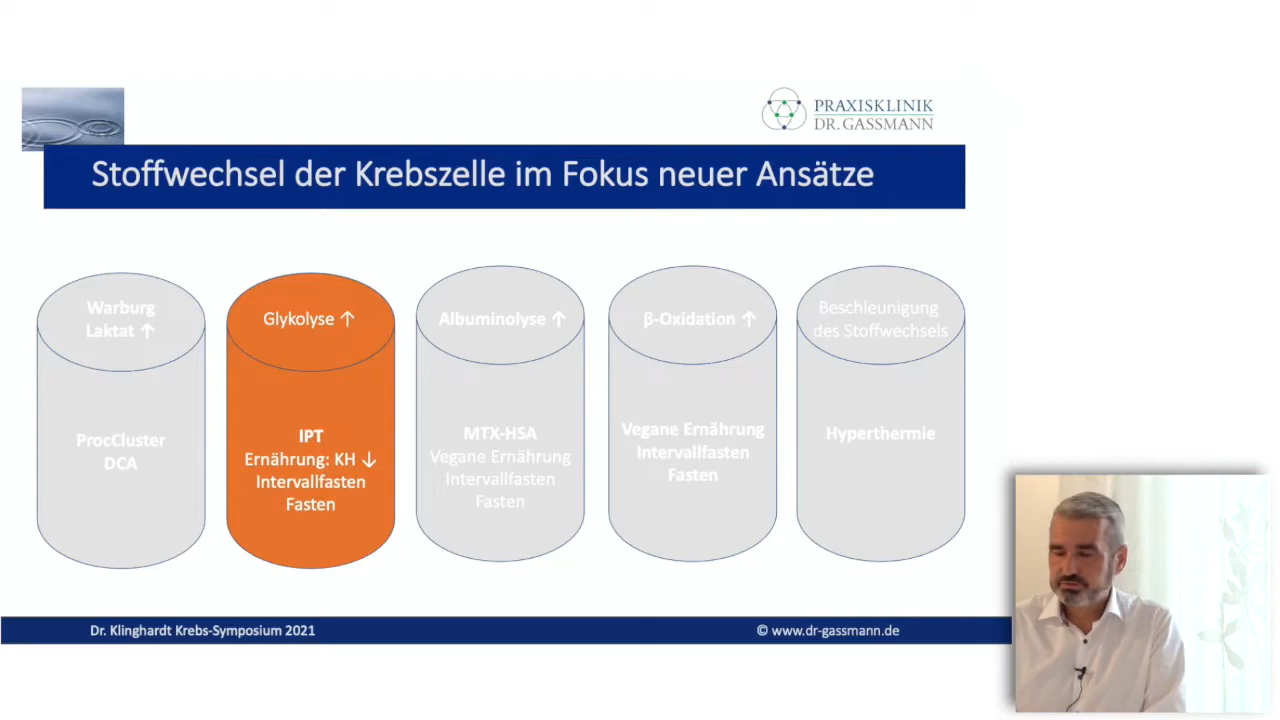 PRAXISKLINIK
DR. GASSMANN
Stoffwechsel der Krebszelle im Fokus neuer Ansätze
Warburg
Laktat ↑
ProcCluster
DCA
Glykolyse ↑
IPT
Ernährung: KH ↓
Intervallfasten
Fasten
Albuminolyse ↑
MTX-HSA
Vegane Ernährung
Intervallfasten
Fasten
β-Oxidation ↑
Vegane Ernährung
Intervallfasten
Fasten
Beschleunigung
des Stoffwechsels
Hyperthermie
Dr. Klinghardt Krebs-Symposium 2021
© www.dr-gassmann.de